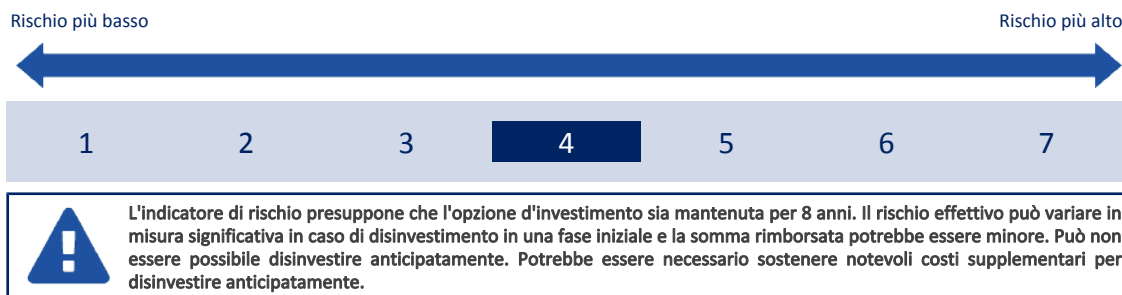 Rischio più basso Rischio più alto
1 2 3 4 5 6 7
L'indicatore di rischio presuppone che l'opzione d'investimento sia mantenuta per 8 anni. Il rischio effettivo può variare in
misura significativa in caso di disinvestimento in una fase iniziale e la somma rimborsata potrebbe essere minore. Può non
essere possibile disinvestire anticipatamente. Potrebbe essere necessario sostenere notevoli costi supplementari per
disinvestire anticipatamente.